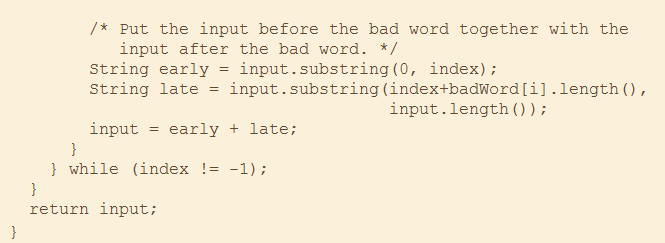 /* Put the input before the bad word together with the
input after the bad word. */
String early = input.substring(0, index);
String late = input.substring(index+badWord[i].length(),
input.length());
input = early + late;
}
} while (index != -1);
}
return input;
}